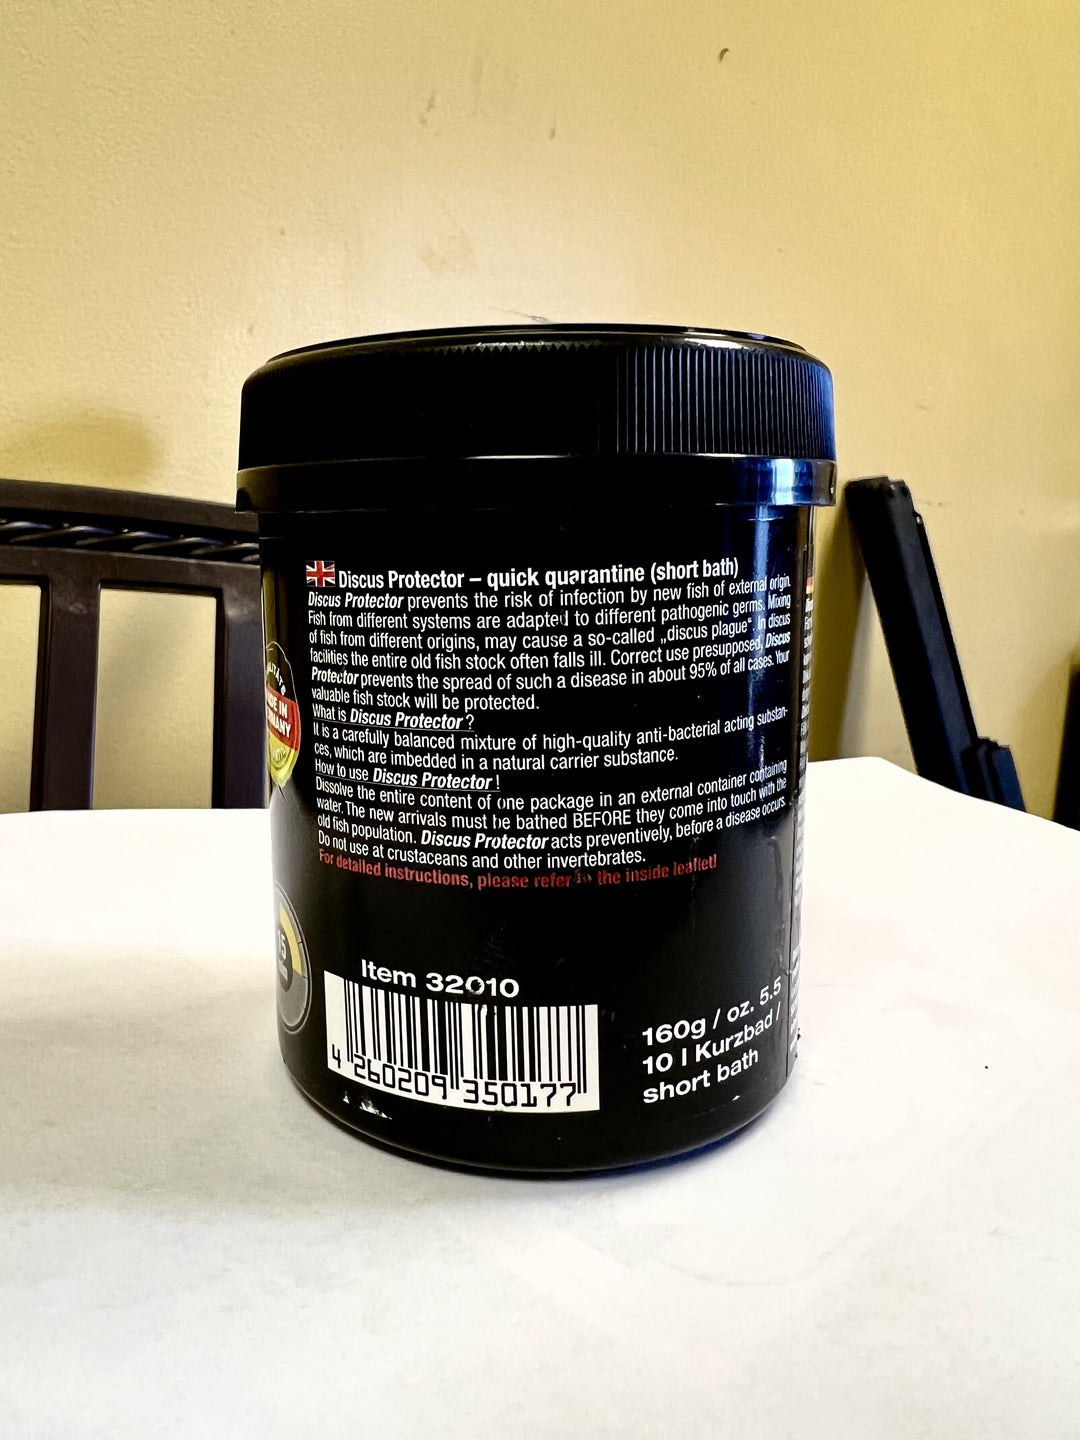 Discus Protector – quick quarantine (short bath)
Discus Protector prevents the risk of infection by new fish of external origin.
Fish from different systems are adapted to different pathogenic germs. Mixing
of fish from different origins, may cause a so-called „discus plague“. In discus
facilities the entire old fish stock often falls ill. Correct use presupposed, Discus
Protector prevents the spread of such a disease in about 95% of all cases. Your
valuable fish stock will be protected.
What is Discus Protector ?
It is a carefully balanced mixture of high-quality anti-bacterial acting substan-
ces, which are imbedded in a natural carrier substance.
How to use Discus Protector !
Dissolve the entire content of one package in an external container containing
water. The new arrivals must be bathed BEFORE they come into touch with the
old fish population. Discus Protector acts preventively, before a disease occurs.
Do not use at crustaceans and other invertebrates.
For detailed instructions, please refer to the inside leaflet!
Item 32010
4 260209 350177
160g / oz. 5.5
10 l Kurzbad /
short bath
15